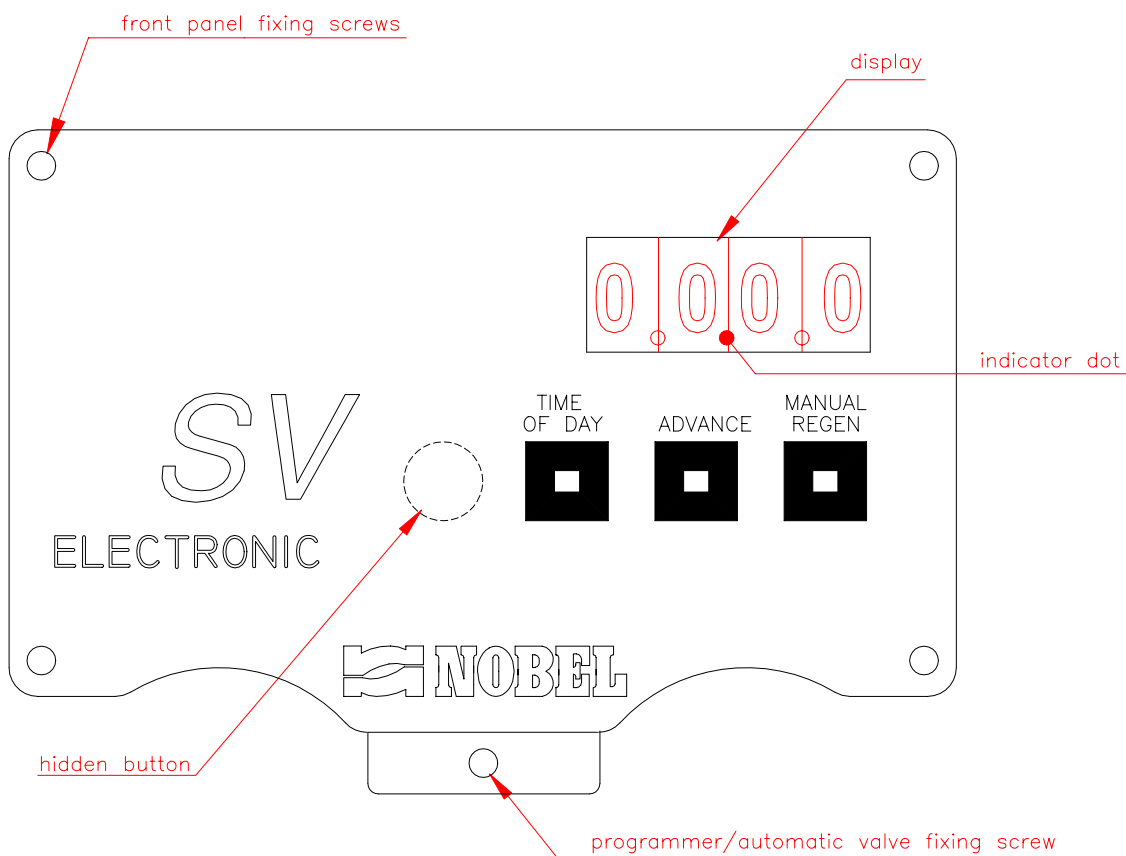 front panel fixing screws
display
0.00.0
indicator dot
TIME
OF DAY
ADVANCE
MANUAL
REGEN
SV
ELECTRONIC
NOBEL
hidden button
programmer/automatic valve fixing screw